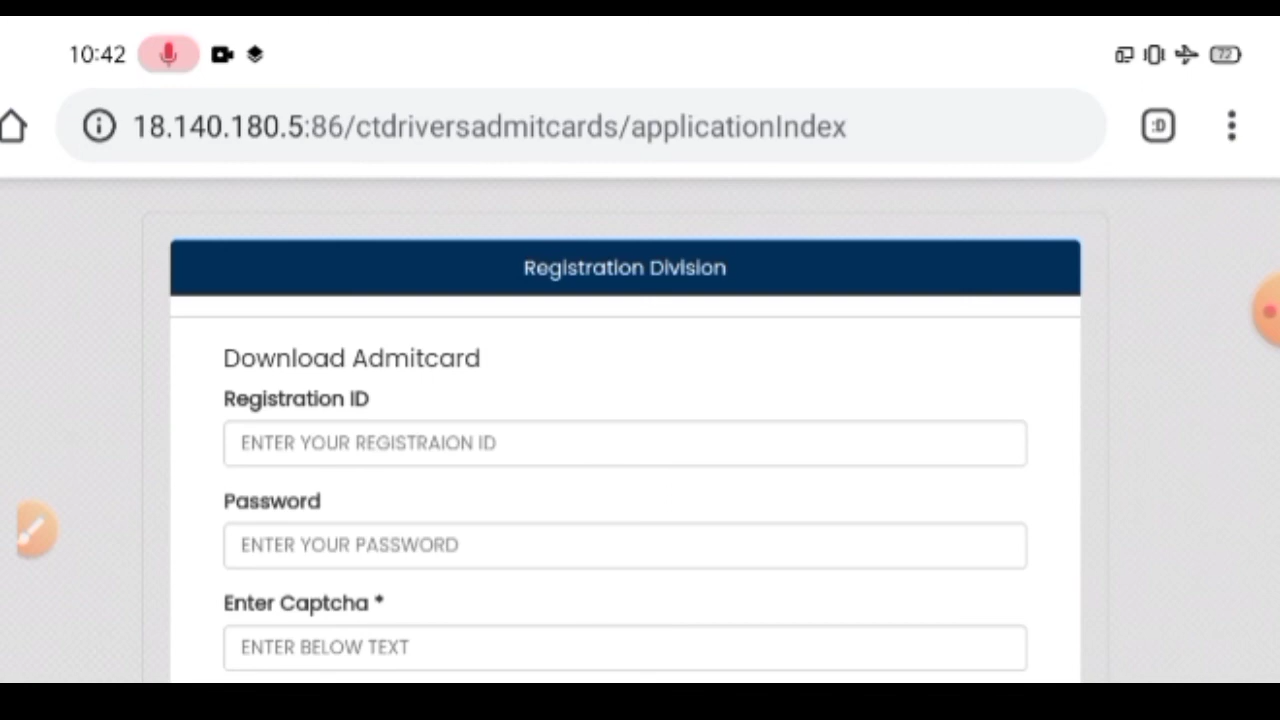 10:42
72
18.140.180.5:86/ctdriversadmitcards/applicationIndex
:D
Registration Division
Download Admitcard
Registration ID
ENTER YOUR REGISTRAION ID
Password
ENTER YOUR PASSWORD
Enter Captcha *
ENTER BELOW TEXT